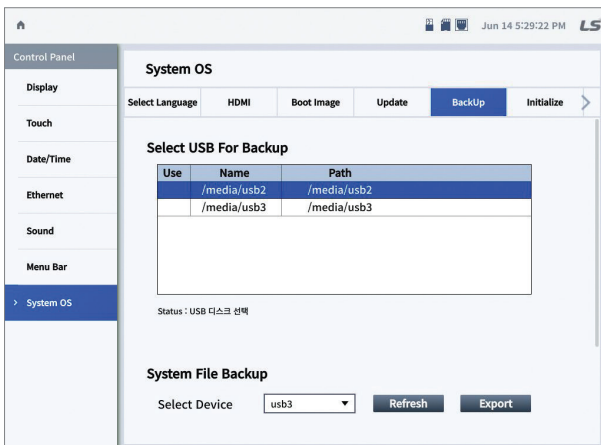 Jun 14 5:29:22 PM LS
Control Panel
Display
Touch
Date/Time
Ethernet
Sound
Menu Bar
> System OS
System OS
Select Language HDMI Boot Image Update BackUp Initialize >
Select USB For Backup
Use Name Path
/media/usb2 /media/usb2
/media/usb3 /media/usb3
Status : USB 디스크 선택
System File Backup
Select Device usb3 Refresh Export